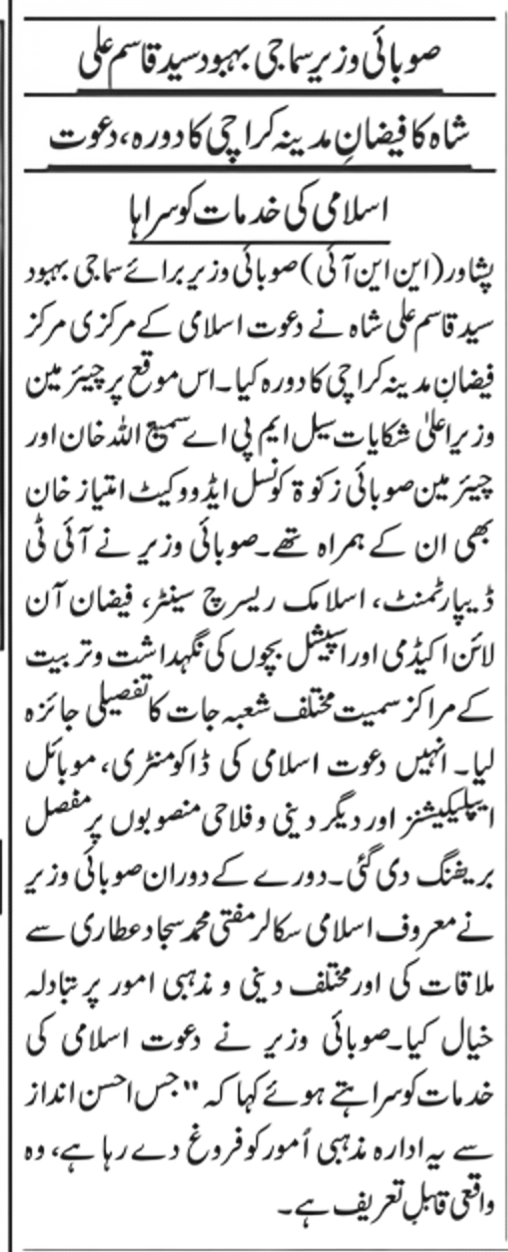 صوبائی وزیر سماجی بہبود سید قاسم علی
شاہ کا فیضانِ مدینہ کراچی کا دورہ، دعوت
اسلامی کی خدمات کو سراہا
پشاور(این این آئی) صوبائی وزیر برائے سماجی بہبود
سید قاسم علی شاہ نے دعوت اسلامی کے مرکزی مرکز
فیضانِ مدینہ کراچی کا دورہ کیا۔ اس موقع پر چیئرمین
وزیراعلیٰ شکایات سیل ایم پی اے سمیع اللہ خان اور
چیئرمین صوبائی زکوۃ کونسل ایڈووکیٹ امتیاز خان
بھی ان کے ہمراہ تھے۔ صوبائی وزیر نے آئی ٹی
ڈیپارٹمنٹ، اسلامک ریسرچ سینٹر، فیضان آن
لائن اکیڈمی اور اسپیشل بچوں کی نگہداشت وتربیت
کے مراکز سمیت مختلف شعبہ جات کا تفصیلی جائزہ
لیا۔ انہیں دعوت اسلامی کی ڈاکومنٹری، موبائل
ایپلیکیشنز اور دیگر دینی و فلاحی منصوبوں پر مفصل
بریفنگ دی گئی۔ دورے کے دوران صوبائی وزیر
نے معروف اسلامی سکالر مفتی محمد سجاد عطاری سے
ملاقات کی اور مختلف دینی و مذہبی امور پر تبادلہ
خیال کیا۔ صوبائی وزیر نے دعوت اسلامی کی
خدمات کو سراہتے ہوئے کہا کہ "جس احسن انداز
سے یہ ادارہ مذہبی اُمور کو فروغ دے رہا ہے، وہ
واقعی قابلِ تعریف ہے۔